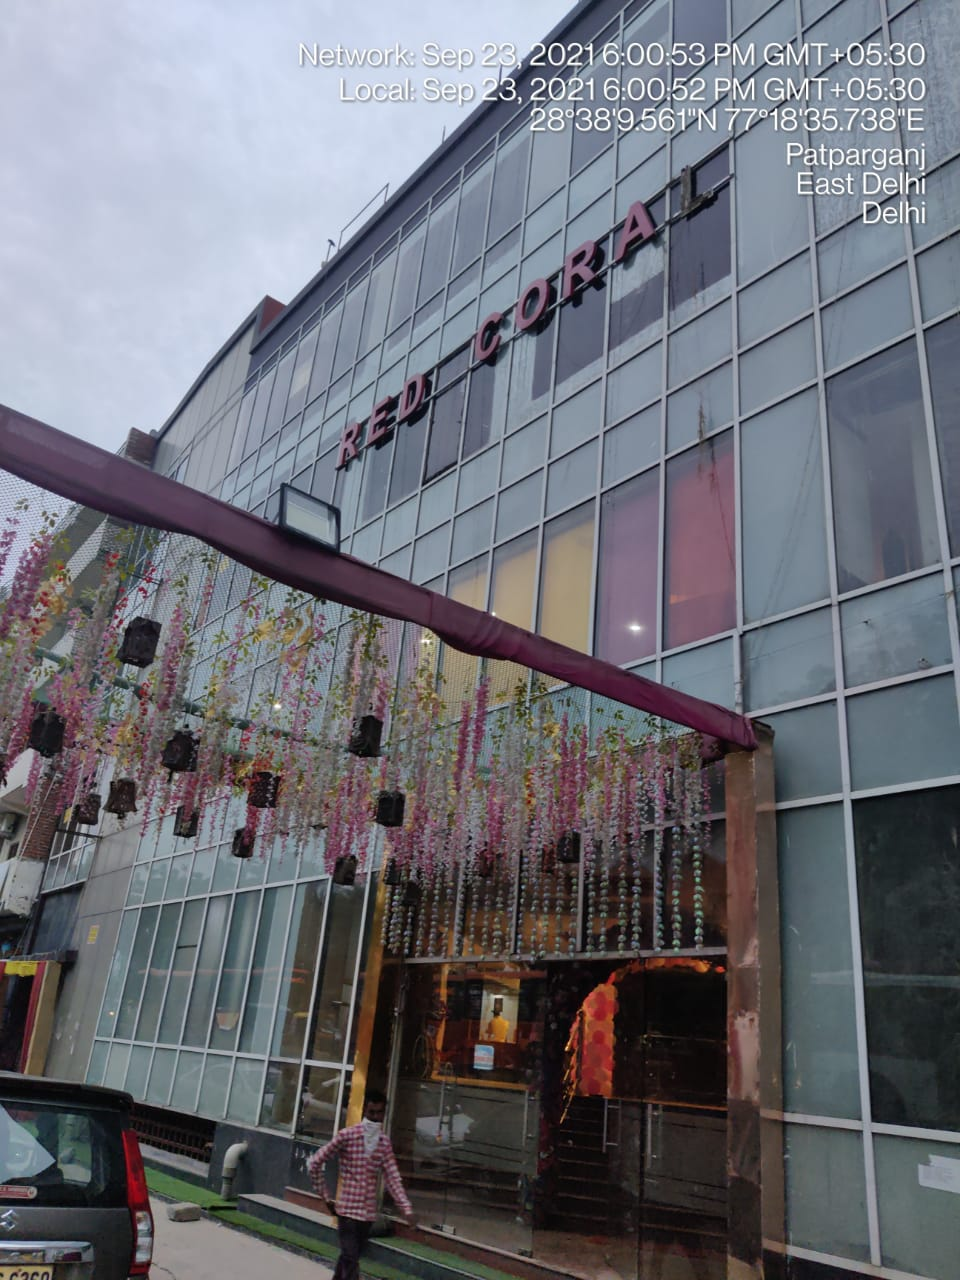 Network: Sep 23, 2021 6:00:53 PM GMT+05:30
Local: Sep 23, 2021 6:00:52 PM GMT+05:30
28°38'9.561"N 77°18'35.738"E
Patparganj
East Delhi
Delhi
RED CORAL